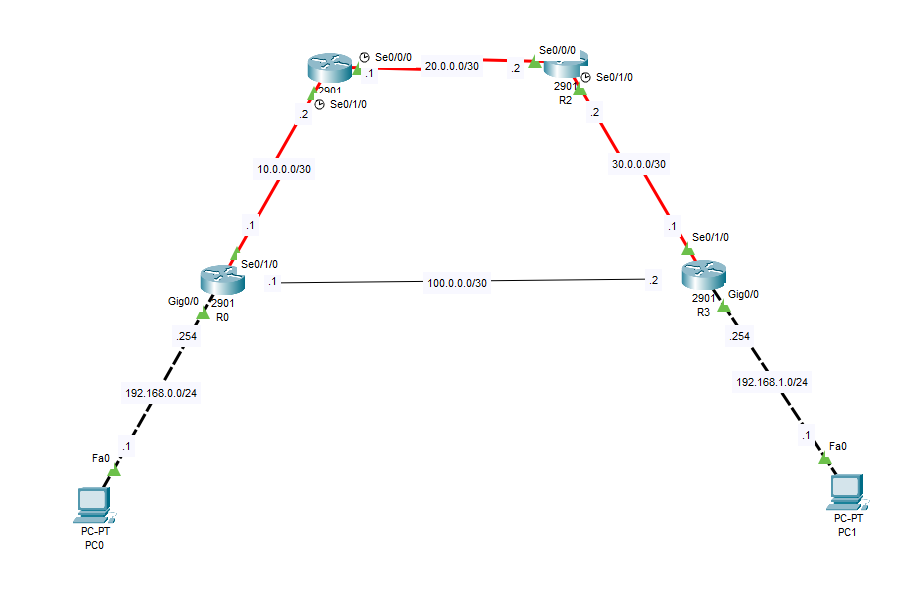 Se0/0/0
.1
20.0.0.0/30
.2
Se0/0/0
2901
Se0/1/0
.2
2901
R2
Se0/1/0
.2
10.0.0.0/30
30.0.0.0/30
.1
.1
Se0/1/0
Se0/1/0
.1
100.0.0.0/30
.2
Gig0/0
2901
R0
2901
R3
Gig0/0
.254
.254
192.168.0.0/24
192.168.1.0/24
.1
.1
Fa0
Fa0
PC-PT
PC0
PC-PT
PC1